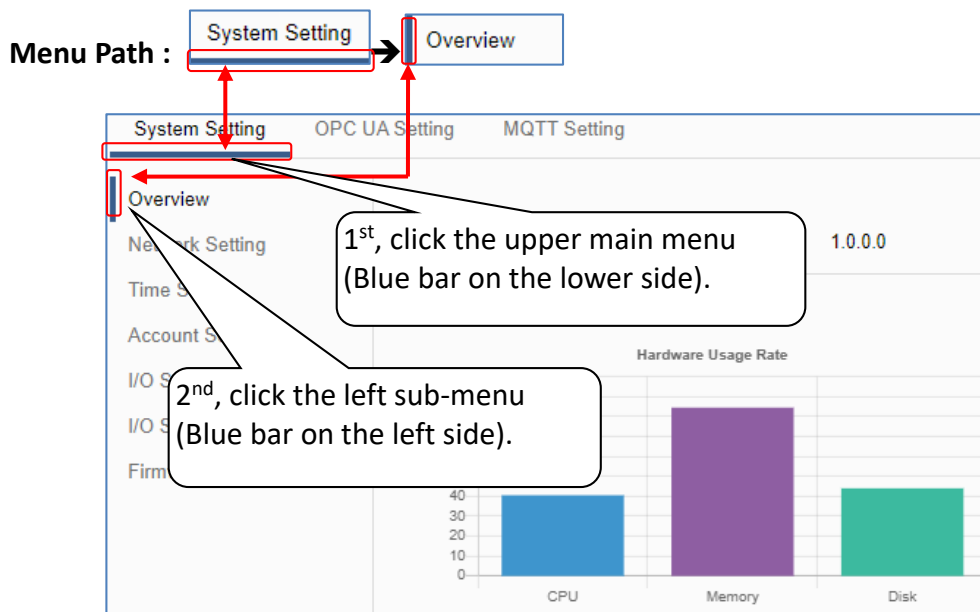 Menu Path : System Setting ➔ Overview
System Setting OPC UA Setting MQTT Setting
Overview
Network Setting
1st, click the upper main menu
(Blue bar on the lower side).
1.0.0.0
Time S
Account S
Hardware Usage Rate
I/O S
2nd, click the left sub-menu
(Blue bar on the left side).
I/O S
Firm
40
30
20
10
0
CPU Memory Disk